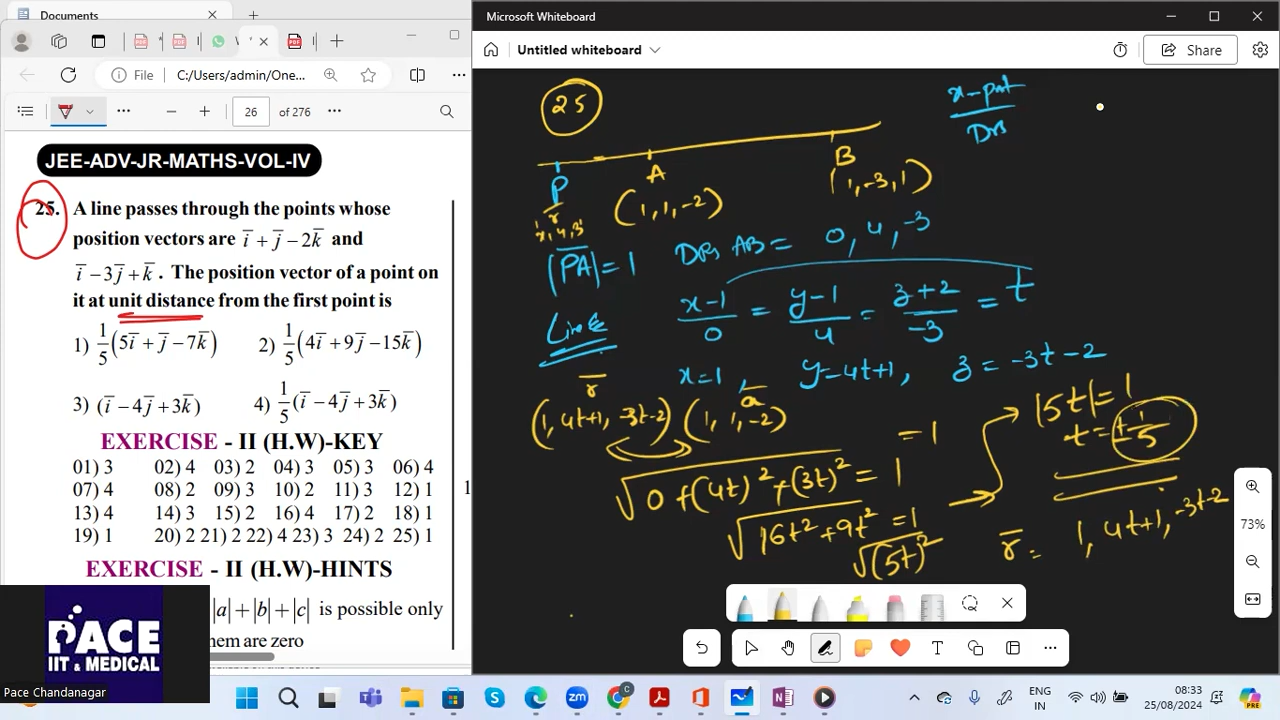 Documents
File
C:/Users/admin/One...
26 of 276
JEE-ADV-JR-MATHS-VOL-IV
25. A line passes through the points whose
position vectors are i̅ + j̅ − 2k̅ and
i̅ − 3j̅ + k̅ . The position vector of a point on
it at unit distance from the first point is
1) 1/5 (5i̅ + j̅ − 7k̅) 2) 1/5 (4i̅ + 9j̅ − 15k̅)
3) (i̅ − 4j̅ + 3k̅) 4) 1/5 (i̅ − 4j̅ + 3k̅)
EXERCISE - II (H.W)-KEY
01) 3 02) 4 03) 2 04) 3 05) 3 06) 4
07) 4 08) 2 09) 3 10) 2 11) 3 12) 1 1
13) 4 14) 3 15) 2 16) 4 17) 2 18) 1
19) 1 20) 2 21) 2 22) 4 23) 3 24) 2 25) 1
EXERCISE - II (H.W)-HINTS
|a| + |b| + |c| is possible only
em are zero
PACE
IIT & MEDICAL
Pace Chandanagar
Microsoft Whiteboard
Untitled whiteboard
Share
25
DRs
P A B
r̅ (1, 1, -2) (1, -3, 1)
|PA| = 1 DRs AB = 0, 4, -3
Line x-1/0 = y-1/4 = z+2/-3 = t
x=1, y=4t+1, z = -3t-2
r̅ a̅
(1, 4t+1, -3t-2) (1, 1, -2) = 1
√0+(4t)²+(3t)² = 1
√16t²+9t² = 1
√(5t)²
|5t| = 1
t = ± 1/5
r̅ = 1, 4t+1, -3t-2
73%
T
ENG
IN
08:33
25/08/2024